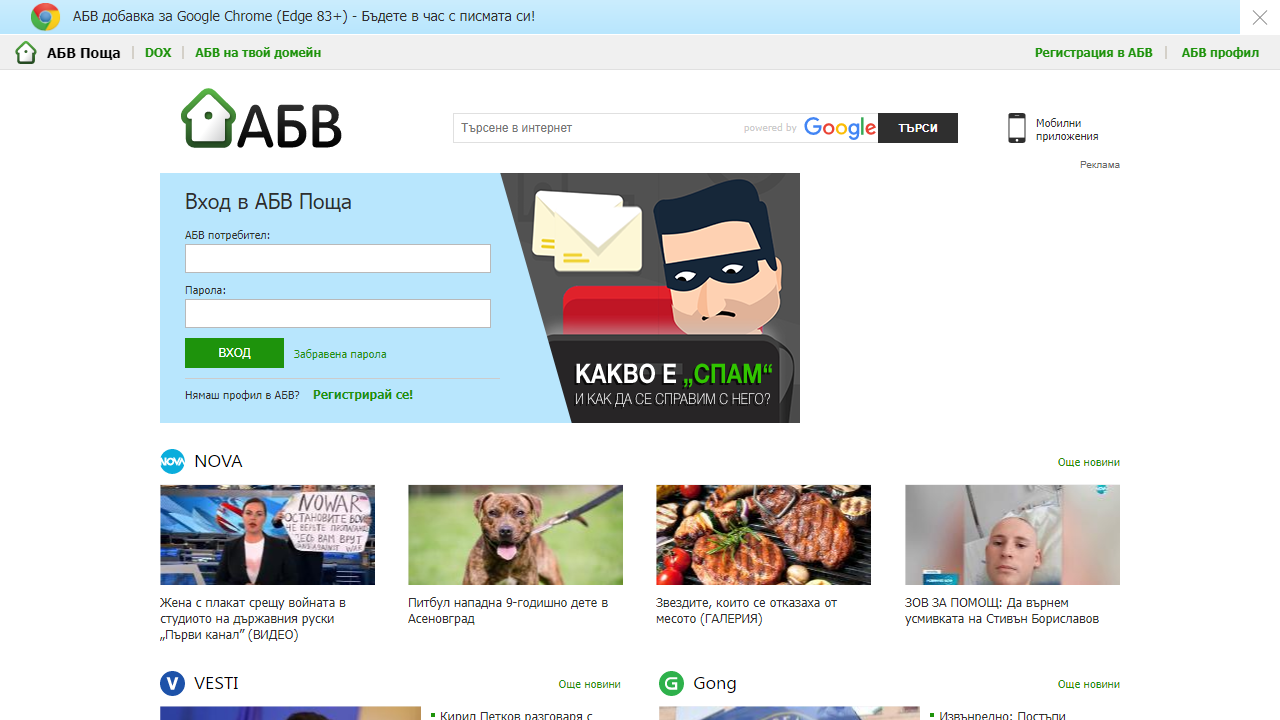 АБВ добавка за Google Chrome (Edge 83+) - Бъдете в час с писмата си!
АБВ Поща
DOX
АБВ на твой домейн
Регистрация в АБВ
АБВ профил
АБВ
Търсене в интернет
powered by Google
ТЪРСИ
Мобилни
приложения
Реклама
Вход в АБВ Поща
АБВ потребител:
Парола:
ВХОД
Забравена парола
Нямаш профил в АБВ?
Регистрирай се!
КАКВО Е „СПАМ“
И КАК ДА СЕ СПРАВИМ С НЕГО?
NOVA
NOVA
Още новини
NO WAR
ОСТАНОВИТЕ
НЕ ВЕРЬТЕ
ЗДЕСЬ ВАМ ВРУТ
Жена с плакат срещу войната в
студиото на държавния руски
„Първи канал” (ВИДЕО)
Питбул нападна 9-годишно дете в
Асеновград
Звездите, които се отказаха от
месото (ГАЛЕРИЯ)
ЗОВ ЗА ПОМОЩ: Да върнем
усмивката на Стивън Бориславов
V
VESTI
Още новини
G
Gong
Още новини
Кирил Петков разговаря с
Извънредно: Постъпи